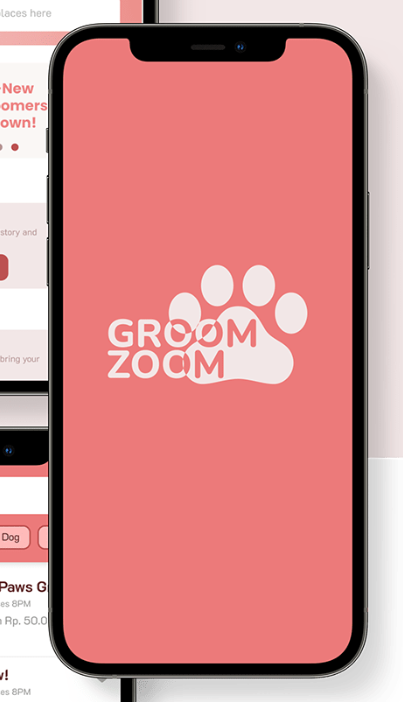 laces here
New
oomers
own!
story and
bring your
GROOM
ZOOM
Dog
Paws G
es 8PM
n Rp. 50.0
w!
es 8PM